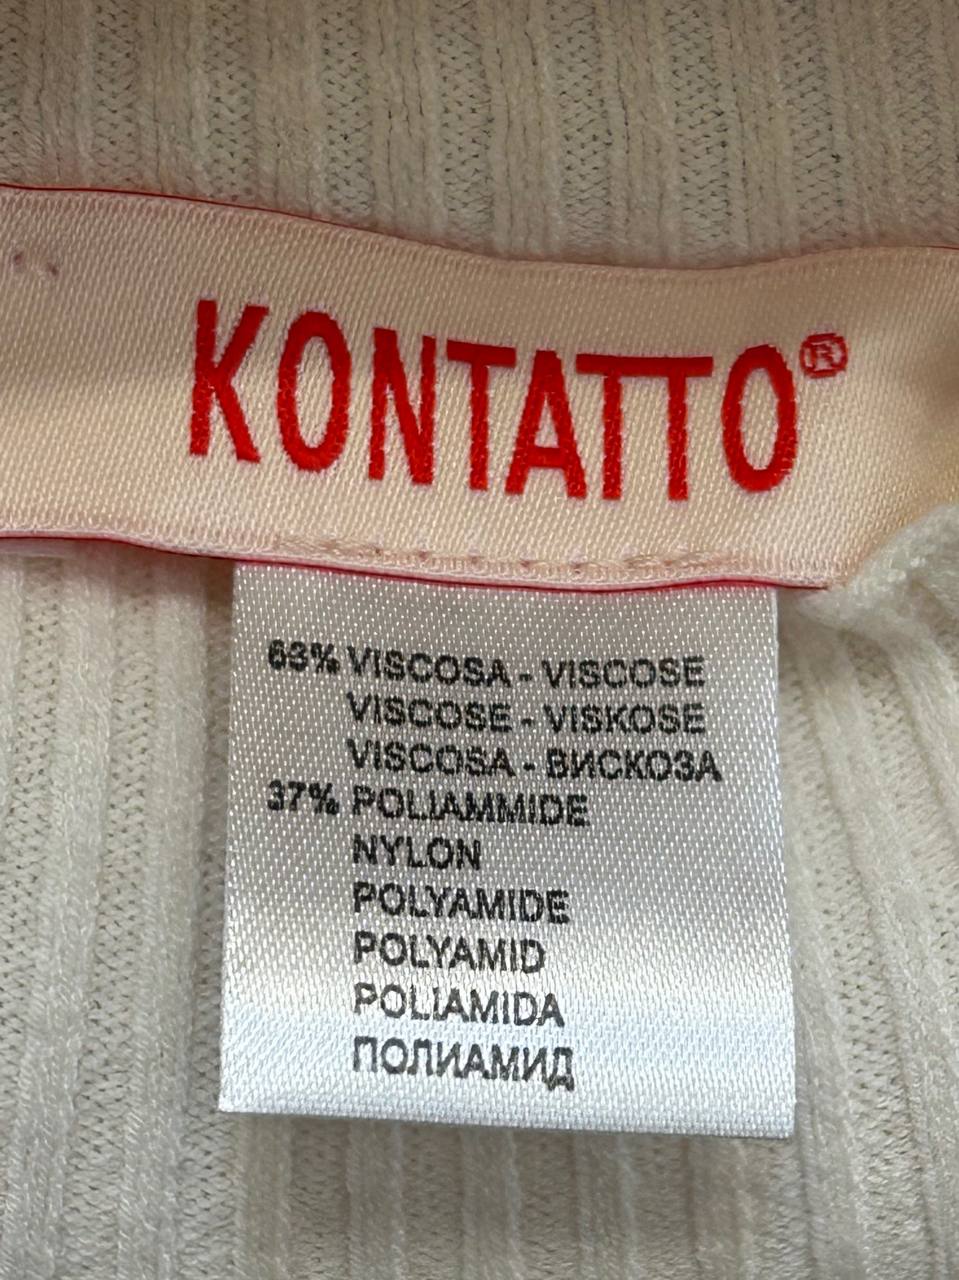 KONTATTO®
63% VISCOSA - VISCOSE
VISCOSE - VISKOSE
VISCOSA - ВИСКОЗА
37% POLIAMMIDE
NYLON
POLYAMIDE
POLYAMID
POLIAMIDA
ПОЛИАМИД